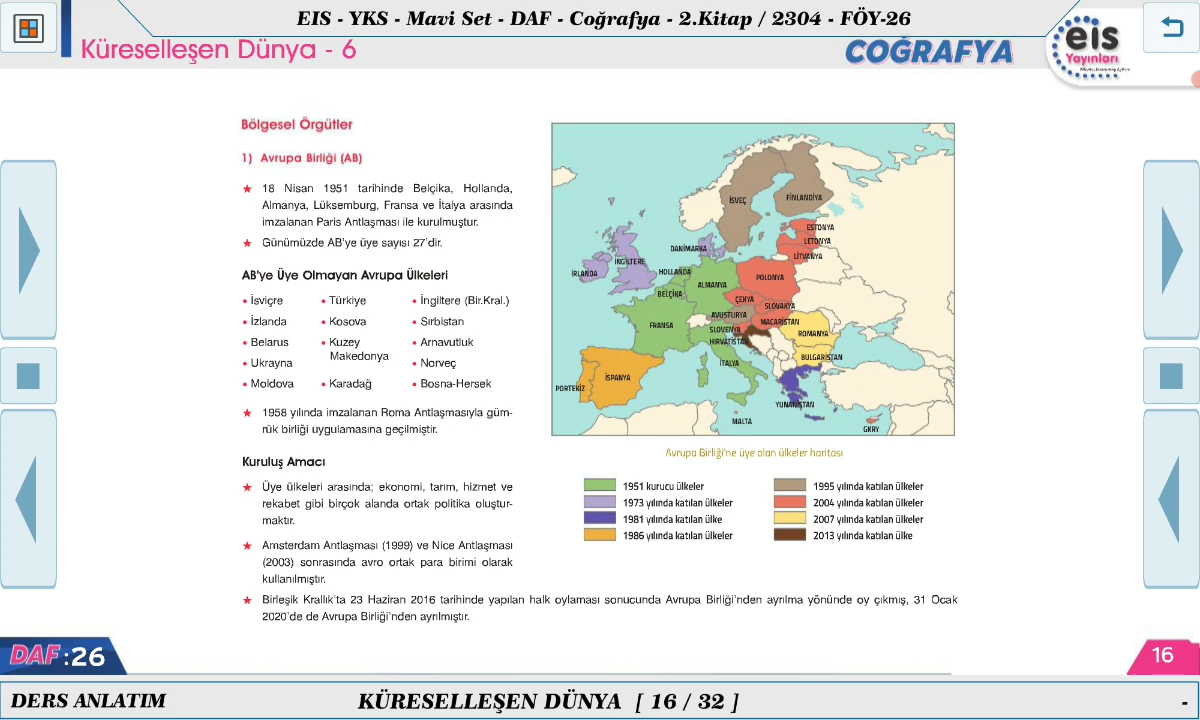 EIS - YKS - Mavi Set - DAF - Coğrafya - 2.Kitap / 2304 - FÖY-26
Küreselleşen Dünya - 6
COĞRAFYA
eis
Yayınları
Bölgesel Örgütler
1) Avrupa Birliği (AB)
★ 18 Nisan 1951 tarihinde Belçika, Hollanda,
Almanya, Lüksemburg, Fransa ve İtalya arasında
imzalanan Paris Antlaşması ile kurulmuştur.
★ Günümüzde AB'ye üye sayısı 27'dir.
AB'ye Üye Olmayan Avrupa Ülkeleri
• İsviçre • Türkiye • İngiltere (Bir.Kral.)
• İzlanda • Kosova • Sırbistan
• Belarus • Kuzey • Arnavutluk
Makedonya
• Ukrayna • Norveç
• Moldova • Karadağ • Bosna-Hersek
★ 1958 yılında imzalanan Roma Antlaşmasıyla güm-
rük birliği uygulamasına geçilmiştir.
Kuruluş Amacı
★ Üye ülkeleri arasında; ekonomi, tarım, hizmet ve
rekabet gibi birçok alanda ortak politika oluştur-
maktır.
★ Amsterdam Antlaşması (1999) ve Nice Antlaşması
(2003) sonrasında avro ortak para birimi olarak
kullanılmıştır.
★ Birleşik Krallık'ta 23 Haziran 2016 tarihinde yapılan halk oylaması sonucunda Avrupa Birliği'nden ayrılma yönünde oy çıkmış, 31 Ocak
2020'de de Avrupa Birliği'nden ayrılmıştır.
İSVEÇ
FİNLANDİYA
ESTONYA
LETONYA
LİTVANYA
DANİMARKA
İNGİLTERE
İRLANDA
HOLLANDA
POLONYA
ALMANYA
BELÇİKA
ÇEKYA
SLOVAKYA
AVUSTURYA
MACARİSTAN
FRANSA
SLOVENYA
ROMANYA
HIRVATİSTAN
BULGARİSTAN
İTALYA
İSPANYA
PORTEKİZ
YUNANİSTAN
MALTA
GKRY
Avrupa Birliği'ne üye olan ülkeler haritası
1951 kurucu ülkeler
1973 yılında katılan ülkeler
1981 yılında katılan ülke
1986 yılında katılan ülkeler
1995 yılında katılan ülkeler
2004 yılında katılan ülkeler
2007 yılında katılan ülkeler
2013 yılında katılan ülke
DAF:26
16
DERS ANLATIM
KÜRESELLEŞEN DÜNYA [ 16 / 32 ]
-